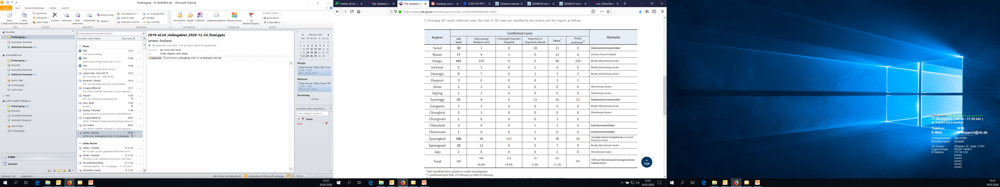 Posteingang - Al-BazM@rki.de - Microsoft Outlook
Datei Start Senden/Empfangen Ordner Ansicht
Neue E-Mail-Nachricht
Neue Elemente
Neu
Ignorieren
Aufräumen
Junk-E-Mail
Löschen
Löschen
Antworten
Allen antworten
Weiterleiten
Besprechung
Weitere
Antworten
Verschieben in: ?
Team-E-Mail
Antworten und lös...
An Vorgesetzte(n)
Erledigt
Neu erstellen
QuickSteps
Verschieben
Regeln
OneNote
Verschieben
Ungelesen/gelesen
Kategorisieren
Zur Nachverfolgung
Kategorien
Kontakt suchen
Adressbuch
E-Mail filtern
Suchen
Favoriten
Posteingang (1)
Gesendete Elemente
Gelöschte Elemente (13)
Al-BazM@rki.de
Posteingang (1)
Entwürfe
Gesendete Elemente
Gelöschte Elemente (13)
Junk-E-Mail
Postausgang
Suchordner
INIG
public-health-intelligence
Posteingang (25)
Entwürfe
Gesendete Elemente
Gelöschte Elemente
Junk-E-Mail
Postausgang
E-Mail
Kalender
Posteingang durchsuchen (Strg+E)
Anordnen nach: Datum Neu nach alt
Heute
INIG 15:10
INIG-Teammeeting
INIG 15:09
Daily Round-Table/ Raum N01.O1.021
INIG 15:08
Daily Round-Table/ Büro Jansen
Lukassowitz, Irene GIZ TZ 14:27
RE: Goodbye GIZ - Hello Berlin
Borawski, Claudia 14:24
WG: Abschiedsgeschenk für Sophie Müller
it-support@rki.de 13:11
Aw: ##SR116699## Webmail Account während ...
maysun 12:50
FW: AW: Arbeitsbescheinigung GIZ
Karo, Basel 12:02
Danke :)
Bading, Franziska 11:48
Feedbackmail zu unserem neuen Möbellieferant...
it-support@rki.de 09:47
##SR116699## Ticketbearbeitung abgeschlossen
PVS-Admin 09:25
AW: ##SR116699## Webmail Account während ...
Jansen, Andreas 09:20
2019-nCoV_risikogebiet_2020-12-24_final.pptx
Letzte Woche
Winter, Christian Fr 21.02
RE: Kurzinfo zu den geplanten Missionen nach ...
Winter, Christian Fr 21.02
Kurzinfo zu den geplanten Missionen nach Nam...
Personalentwicklung Fr 21.02
Seminarangebot - "R"-Grundlagen - 3.-4.03.2020
McFarland, Sarah Fr 21.02
2019-nCoV_risikogebiet_2020-12-24_final.pptx
Jansen, Andreas
Sie haben am 24.02.2020 11:06 auf diese Nachricht geantwortet.
Gesendet: Mo 24.02.2020 09:20
An: Al Baz, Maysun; Karo, Basel
Nachricht 2019-nCoV_risikogebiet_2020-12-24_final.pptx (269 KB)
Februar 2020
Mo Di Mi Do Fr Sa So
27 28 29 30 31 1 2
3 4 5 6 7 8 9
10 11 12 13 14 15 16
17 18 19 20 21 22 23
24 25 26 27 28 29 1
2 3 4 5 6 7 8
Morgen
Daily Round-Table/ Büro Jan:
13:00 - 13:30
Büro Jansen; INIG
Mittwoch
Daily Round-Table/ Raum N0
13:00 - 14:00
N01.O1.021; INIG
Donnerstag
1 Termin
Anordnen nach: Kennzeiche...
Neue Aufgabe eingeben
Heute
druck
Elemente: 220 Ungelesen: 1
Alle Ordner sind aktualisiert. Verbunden mit Microsoft Exchange 100 %
15:23
24.02.2020
Linelist_nCoV_a
The Updates of
The updates on
Tracking corona
코로나19 하루 2
Situation reports
20200220-sitrep
20200223-sitrep
List | Press Relea
https://www.cdc.go.kr/board/board.es?mid=a30402000000&bid=0030
Including 207 newly confirmed cases, the total of 763 cases are classified by the clusters and the regions as follows.
Regions Confirmed cases Remarks
sub total Shincheonji (Religious sect) Cheongdo Daenam Hospital Imported or imported related Others* Newly confirmed**
Seoul 30 1 0 18 11 4 Mostly imported or imported related
Busan 17 4 1 0 12 8 Onchun Church related
Daegu 442 376 0 0 66 155 Mostly Shincheonji cluster
Incheon 2 1 0 1 0 0 Mostly Shincheonji cluster
Gwangju 9 7 0 1 1 2 Mostly Shincheonji cluster
Daejeon 3 0 0 0 3 1
Ulsan 1 1 0 0 0 0 Shincheonji cluster
Sejong 1 1 0 0 0 0 Shincheonji cluster
Gyeonggi 35 8 0 11 16 12 Mostly imported or imported related
Gangwon 7 3 0 0 4 0 Mostly Shincheonji cluster
Chungbuk 3 3 0 0 0 0 Shincheonji cluster
Chungnam 1 0 0 0 1 0
Cheonbuk 3 0 0 1 2 0 Imported or imported related
Cheonnam 1 0 0 1 0 0 Imported or imported related
Gyeongbuk 186 38 112 0 36 16 Cheongdo Daenam Hospital cluster or travel history to Israel
Gyeongnam 20 13 0 0 7 9 Mostly Shincheonji cluster
Jeju 2 0 0 0 2 0 Shincheonji cluster
Total 763 456 113 33 161 207 74.6% are Shincheonji and Cheongdo Daenam Hospital clusters
59.8% 14.8% 4.3% 21.1%
* Not classified into a cluster or under investigation
** Confirmed from 9:00, 23 February to 9:00 24 February
TOP
15:23
24.02.2020
IT-Support ( 08:00 - 17:30 Uhr )
im Robert Koch-Institut
Telefon: 3939
E-Mail: IT-Support@rki.de
Computername: NB-24381
Benutzername: al-bazm
OS Version: Windows 10 Build: 17763
Logon Domain: ADS01 / RKID1
IP Address: 172.16.1.62
(none)
(none)
(none)
(none)
(none)
15:23
24.02.2020